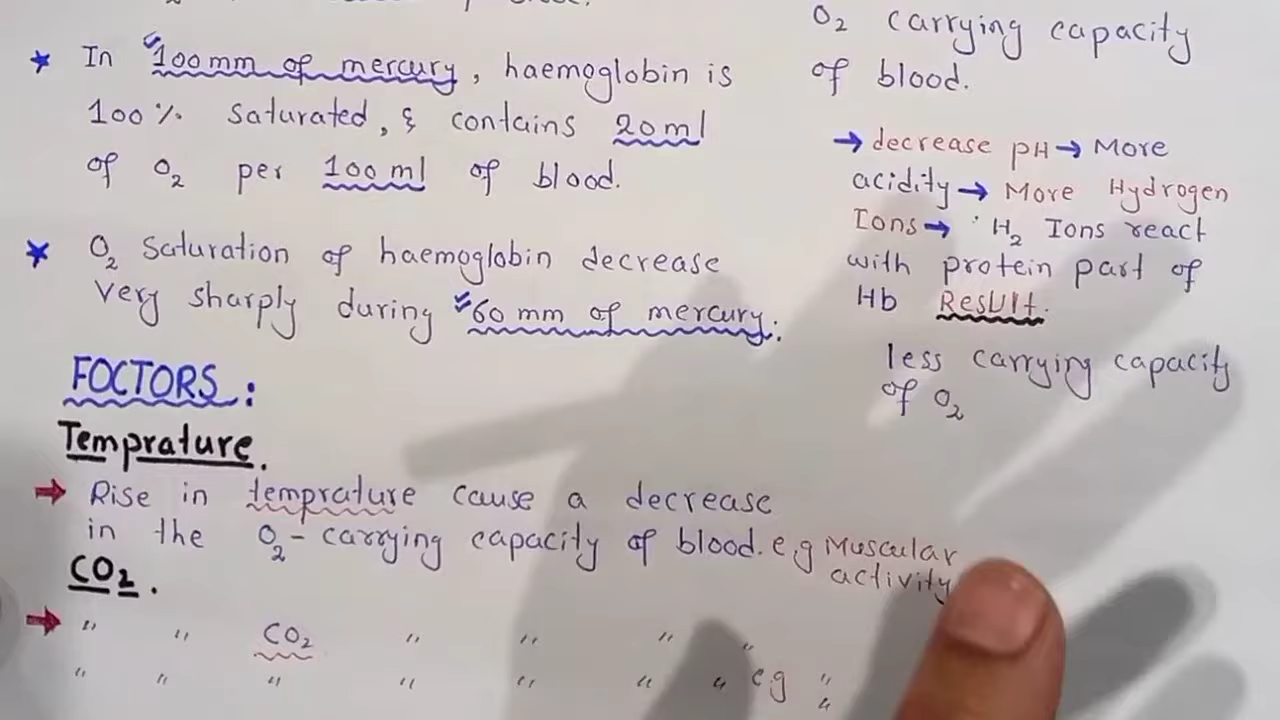 * In "100mm of mercury, haemoglobin is
100% saturated, & contains 20ml
of O₂ per 100ml of blood.
* O₂ Saturation of haemoglobin decrease
very sharply during "60 mm of mercury.
FOCTORS:
Temprature.
→ Rise in temprature cause a decrease
in the O₂-carrying capacity of blood. e.g Muscular
activity
CO₂.
→ " " CO₂ " " " "
" " " " " " " e.g "
"
O₂ carrying capacity
of blood.
→ decrease pH → More
acidity → More Hydrogen
Ions → H₂ Ions react
with protein part of
Hb Result.
less carrying capacity
of O₂